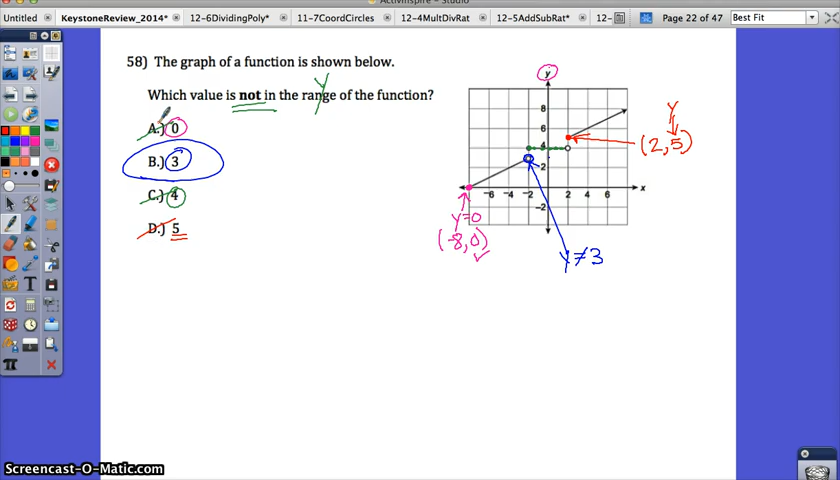 ActivInspire - Studio
Untitled
KeystoneReview_2014*
12-6DividingPoly*
11-7CoordCircles
12-4MultDivRat
12-5AddSubRat*
12-
Page 22 of 47
Best Fit
58) The graph of a function is shown below.
Which value is not in the range of the function?
y
A.) 0
B.) 3
C.) 4
D.) 5
y
8
6
4
2
-6 -4 -2 2 4 6 x
-2
y
(2, 5)
y=0
(-8, 0)
y ≠ 3
Screencast-O-Matic.com